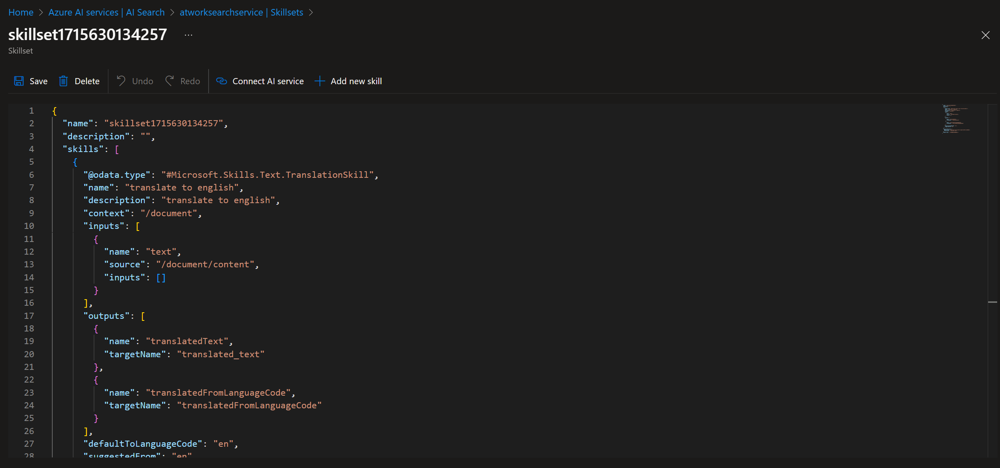 Home > Azure AI services | AI Search > atworksearchservice | Skillsets >
skillset1715630134257 ...
Skillset
Save Delete Undo Redo Connect AI service Add new skill
1 {
2 "name": "skillset1715630134257",
3 "description": "",
4 "skills": [
5 {
6 "@odata.type": "#Microsoft.Skills.Text.TranslationSkill",
7 "name": "translate to english",
8 "description": "translate to english",
9 "context": "/document",
10 "inputs": [
11 {
12 "name": "text",
13 "source": "/document/content",
14 "inputs": []
15 }
16 ],
17 "outputs": [
18 {
19 "name": "translatedText",
20 "targetName": "translated_text"
21 },
22 {
23 "name": "translatedFromLanguageCode",
24 "targetName": "translatedFromLanguageCode"
25 }
26 ],
27 "defaultToLanguageCode": "en",
28 "suggestedFrom": "en"